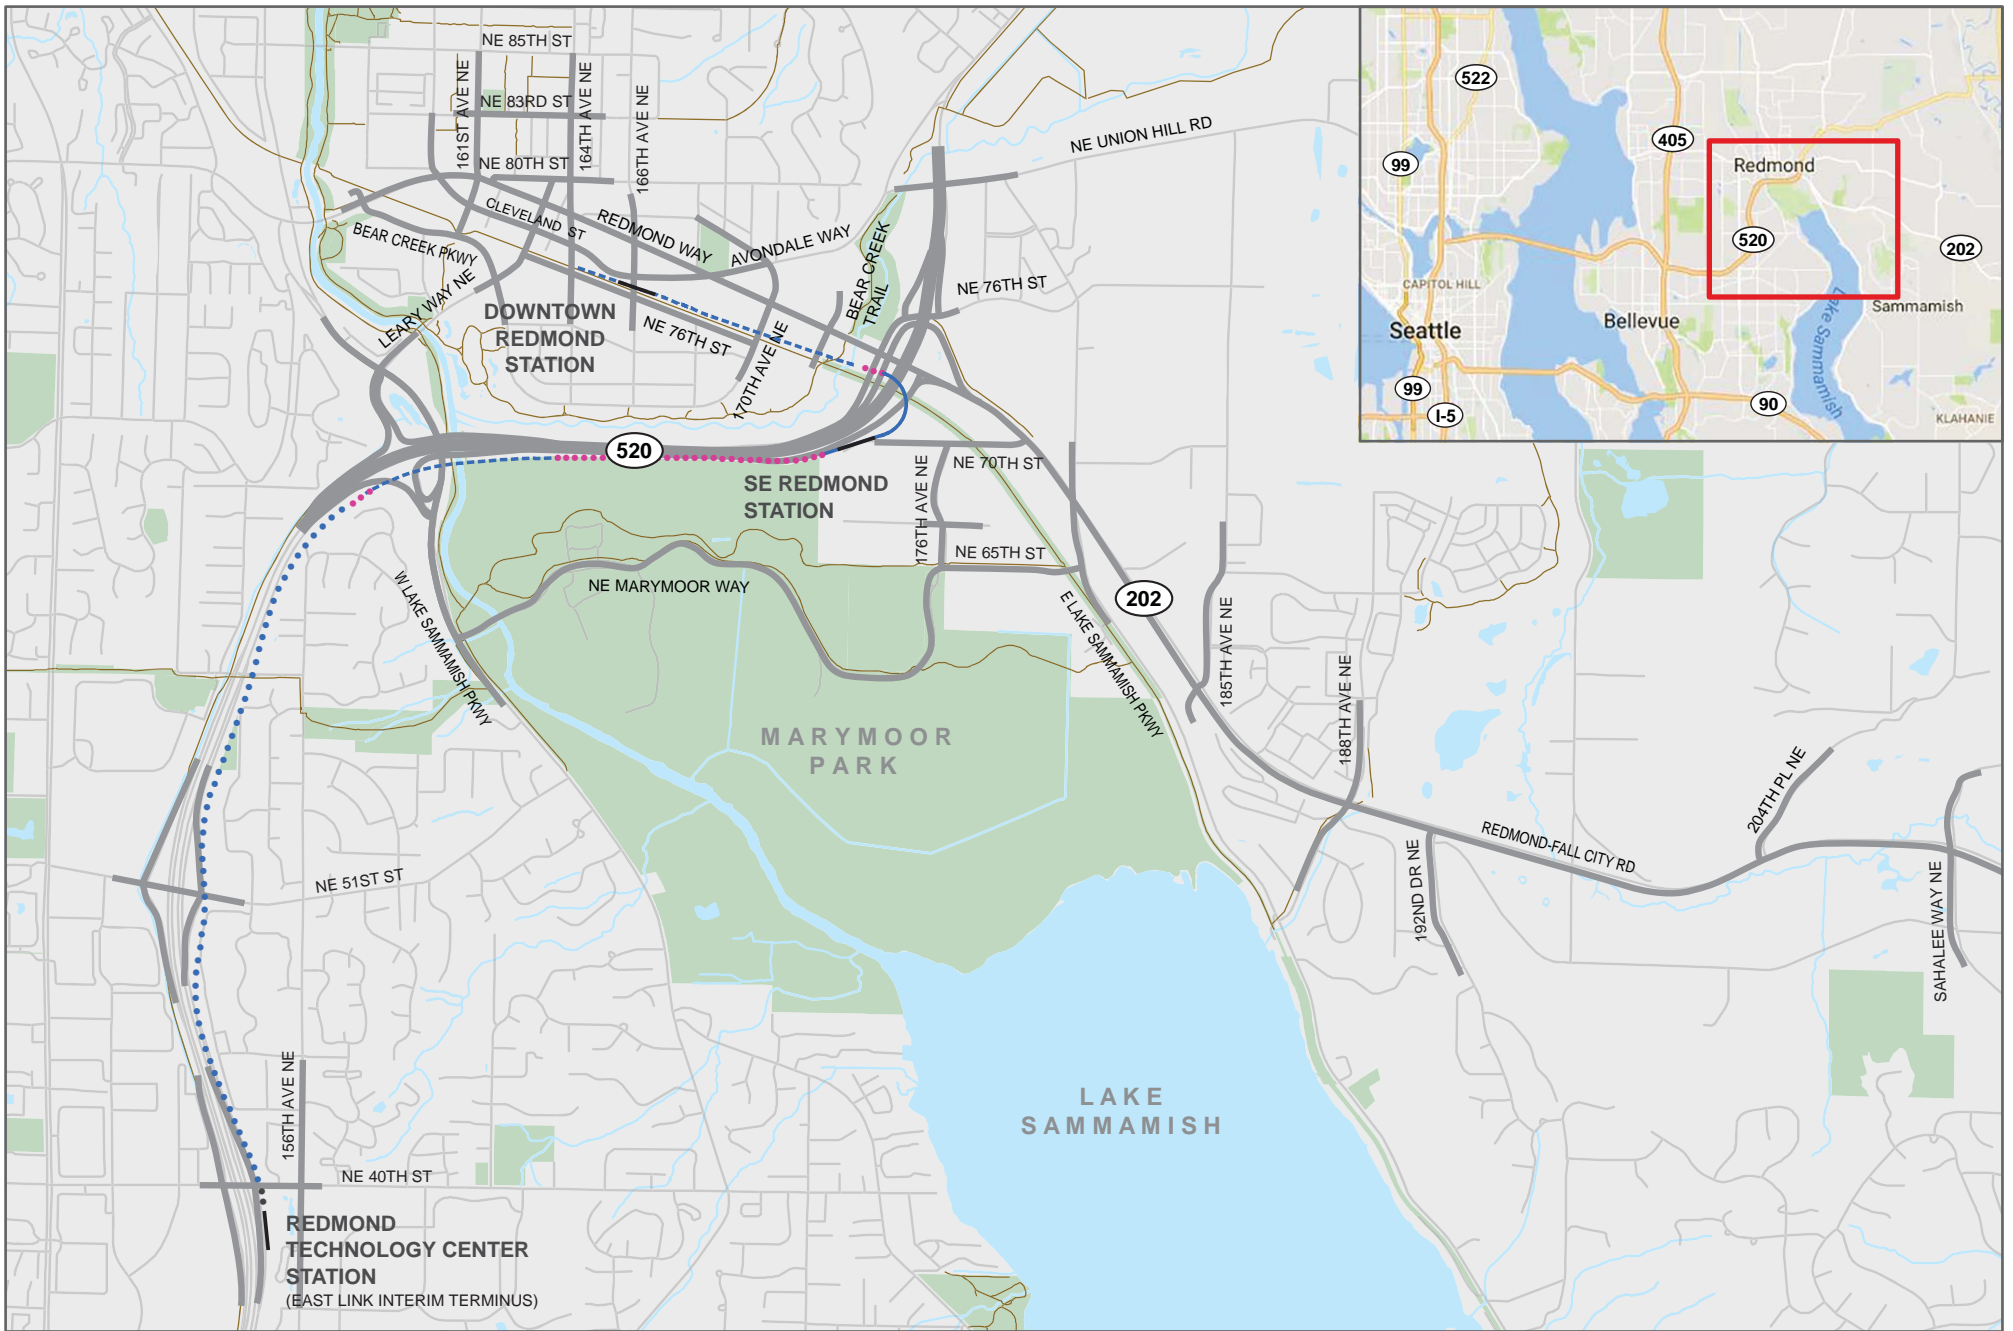 NE 85TH ST
161ST AVE NE
164TH AVE NE
166TH AVE NE
NE 83RD ST
NE 80TH ST
NE UNION HILL RD
CLEVELAND ST
REDMOND WAY
AVONDALE WAY
BEAR CREEK PKWY
BEAR CREEK
TRAIL
LEARY WAY NE
NE 76TH ST
DOWNTOWN
REDMOND
STATION
NE 76TH ST
170TH AVE NE
520
SE REDMOND
STATION
NE 70TH ST
176TH AVE NE
NE 65TH ST
NE MARYMOOR WAY
W LAKE SAMMAMISH PKWY
E LAKE SAMMAMISH PKWY
202
185TH AVE NE
188TH AVE NE
MARYMOOR
PARK
REDMOND-FALL CITY RD
204TH PL NE
192ND DR NE
SAHALEE WAY NE
NE 51ST ST
LAKE
SAMMAMISH
156TH AVE NE
NE 40TH ST
REDMOND
TECHNOLOGY CENTER
STATION
(EAST LINK INTERIM TERMINUS)
522
405
99
Redmond
520
202
CAPITOL HILL
Seattle
Bellevue
Sammamish
Lake Sammamish
99
I-5
90
KLAHANIE